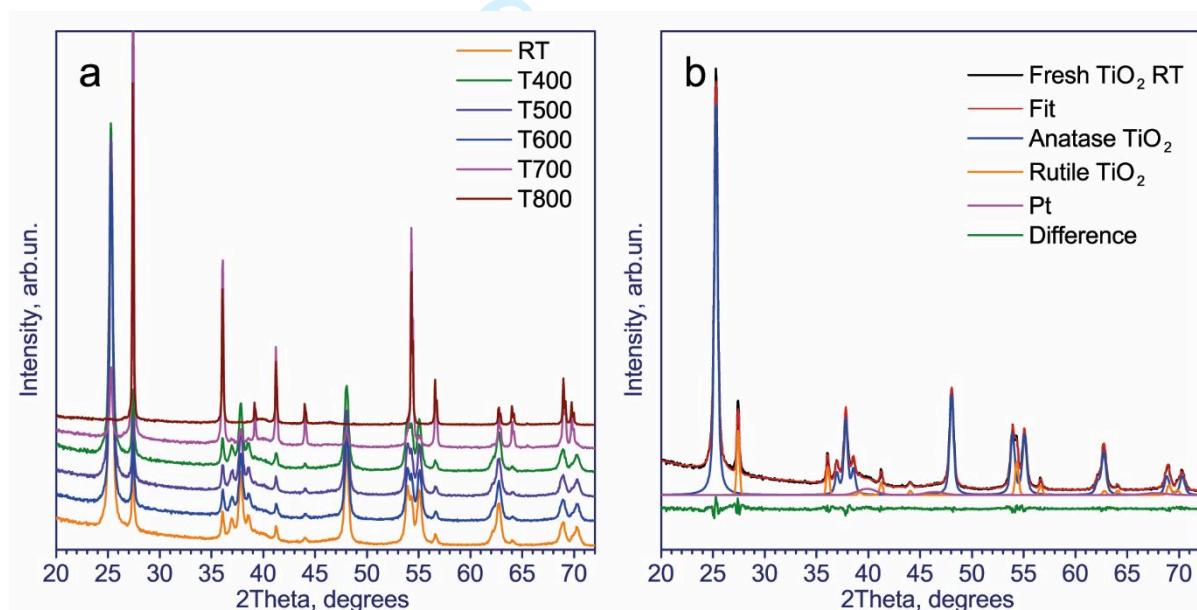 a
RT
T400
T500
T600
T700
T800
Intensity, arb.un.
20 25 30 35 40 45 50 55 60 65 70
2Theta, degrees
b
Fresh TiO₂ RT
Fit
Anatase TiO₂
Rutile TiO₂
Pt
Difference
Intensity, arb.un.
20 25 30 35 40 45 50 55 60 65 70
2Theta, degrees